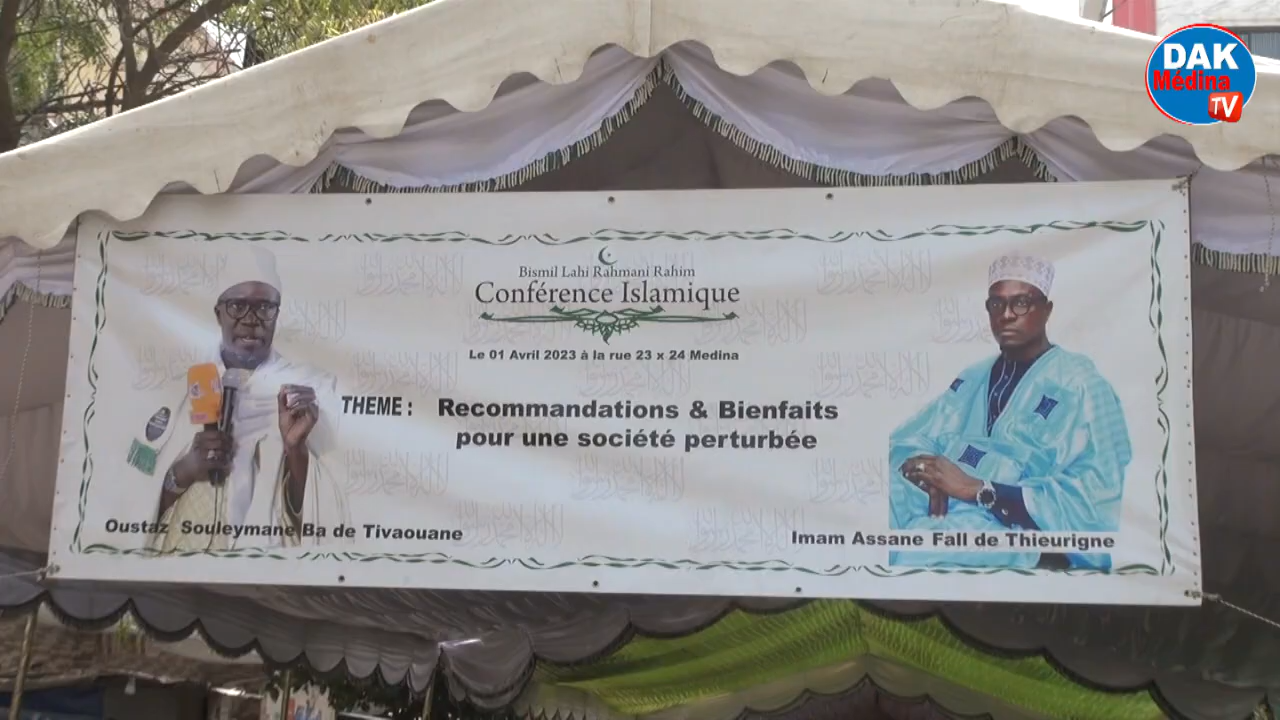 DAK
Médina
TV
Bismil Lahi Rahmani Rahim
Conférence Islamique
Le 01 Avril 2023 à la rue 23 x 24 Medina
THEME : Recommandations & Bienfaits
pour une société perturbée
Oustaz Souleymane Ba de Tivaouane
Imam Assane Fall de Thieurigne